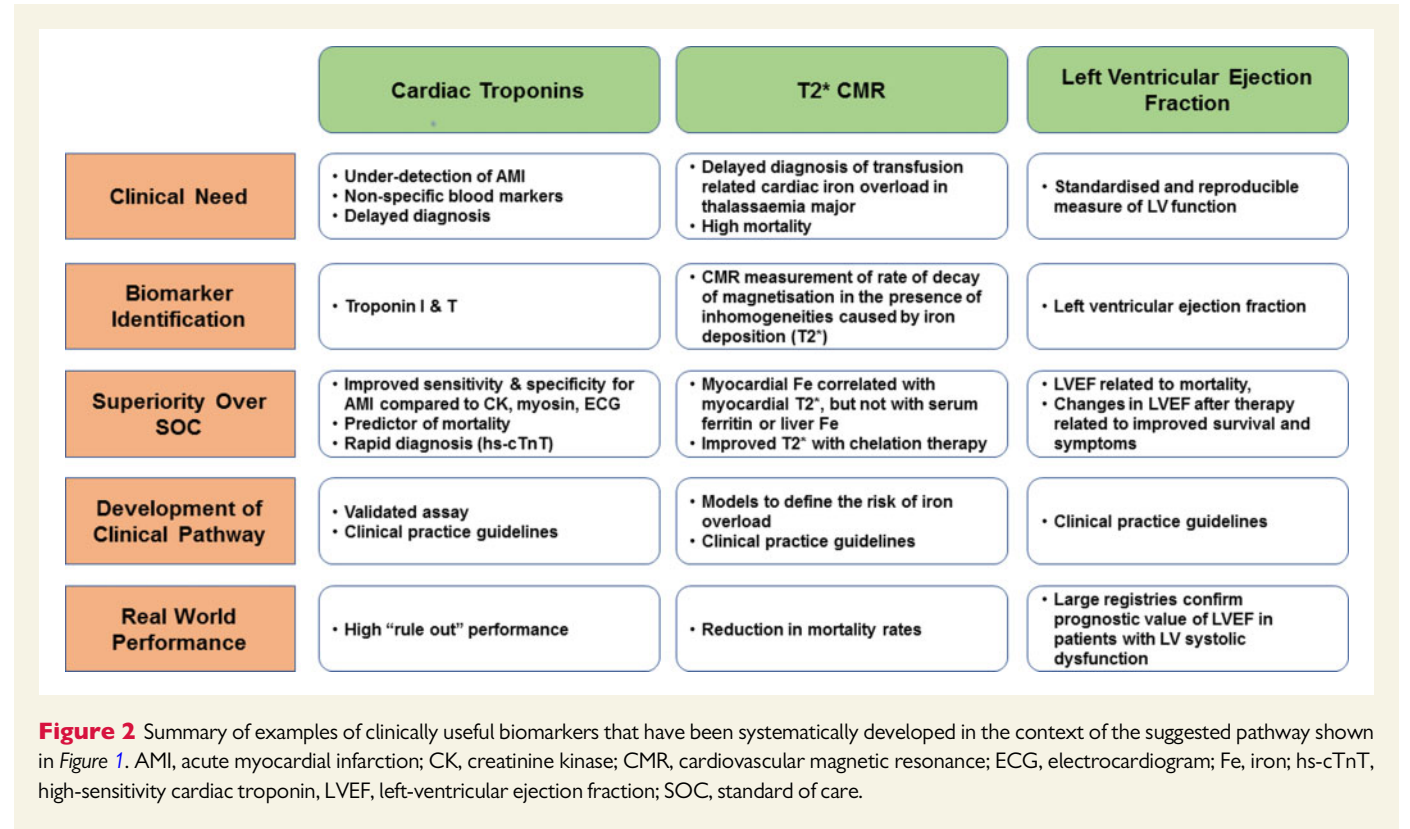 Cardiac Troponins
T2* CMR
Left Ventricular Ejection
Fraction
Clinical Need
• Under-detection of AMI
• Non-specific blood markers
• Delayed diagnosis
• Delayed diagnosis of transfusion
related cardiac iron overload in
thalassaemia major
• High mortality
• Standardised and reproducible
measure of LV function
Biomarker
Identification
• Troponin I & T
• CMR measurement of rate of decay
of magnetisation in the presence of
inhomogeneities caused by iron
deposition (T2*)
• Left ventricular ejection fraction
Superiority Over
SOC
• Improved sensitivity & specificity for
AMI compared to CK, myosin, ECG
• Predictor of mortality
• Rapid diagnosis (hs-cTnT)
• Myocardial Fe correlated with
myocardial T2*, but not with serum
ferritin or liver Fe
• Improved T2* with chelation therapy
• LVEF related to mortality,
• Changes in LVEF after therapy
related to improved survival and
symptoms
Development of
Clinical Pathway
• Validated assay
• Clinical practice guidelines
• Models to define the risk of iron
overload
• Clinical practice guidelines
• Clinical practice guidelines
Real World
Performance
• High “rule out” performance
• Reduction in mortality rates
• Large registries confirm
prognostic value of LVEF in
patients with LV systolic
dysfunction
Figure 2 Summary of examples of clinically useful biomarkers that have been systematically developed in the context of the suggested pathway shown
in Figure 1. AMI, acute myocardial infarction; CK, creatinine kinase; CMR, cardiovascular magnetic resonance; ECG, electrocardiogram; Fe, iron; hs-cTnT,
high-sensitivity cardiac troponin, LVEF, left-ventricular ejection fraction; SOC, standard of care.